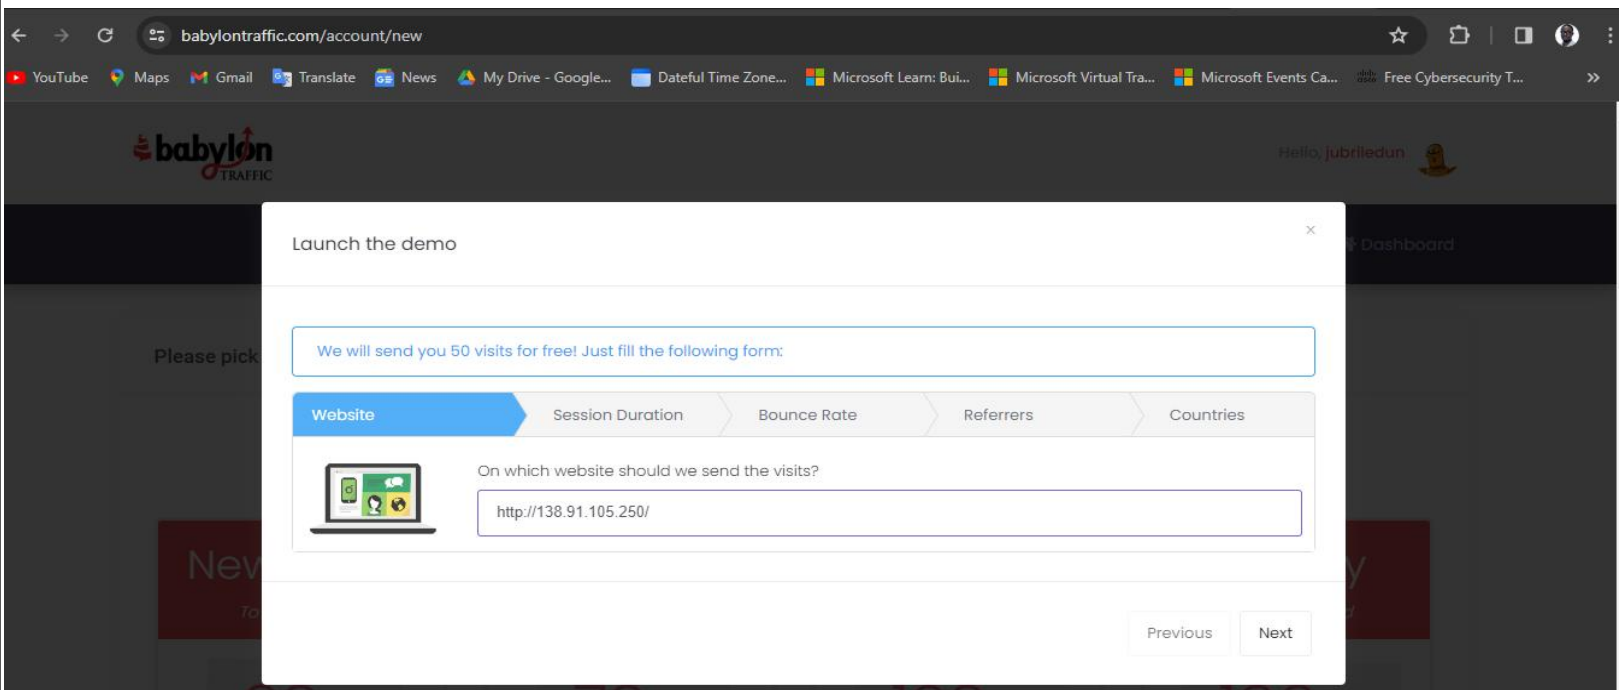 babylontraffic.com/account/new
YouTube Maps Gmail Translate News My Drive - Google... Dateful Time Zone... Microsoft Learn: Bui... Microsoft Virtual Tra... Microsoft Events Ca... Free Cybersecurity T... »
babylon
TRAFFIC
Hello, jubriledun
Launch the demo
×
Dashboard
We will send you 50 visits for free! Just fill the following form:
Please pick
Website Session Duration Bounce Rate Referrers Countries
On which website should we send the visits?
http://138.91.105.250/
Previous Next